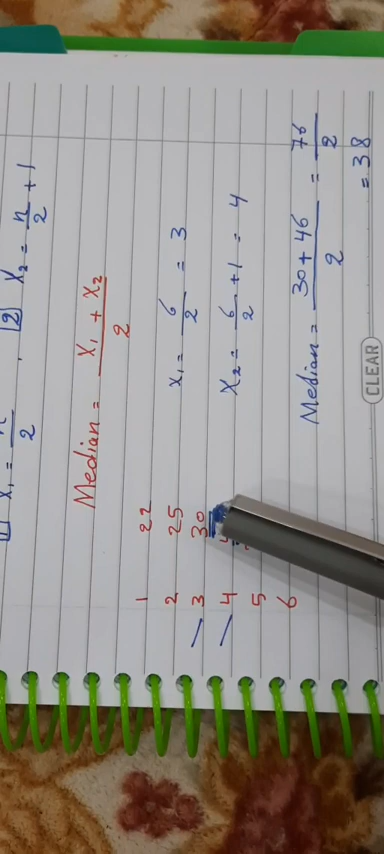 X₁ = n/2 , 2 X₂ = n/2 + 1
Median = X₁ + X₂ / 2
X₁ = 6/2 = 3
1 22
2 25
3 30
X₂ = 6/2 + 1 = 4
4
5
6
Median = 30 + 46 / 2 = 76 / 2
= 38
CLEAR